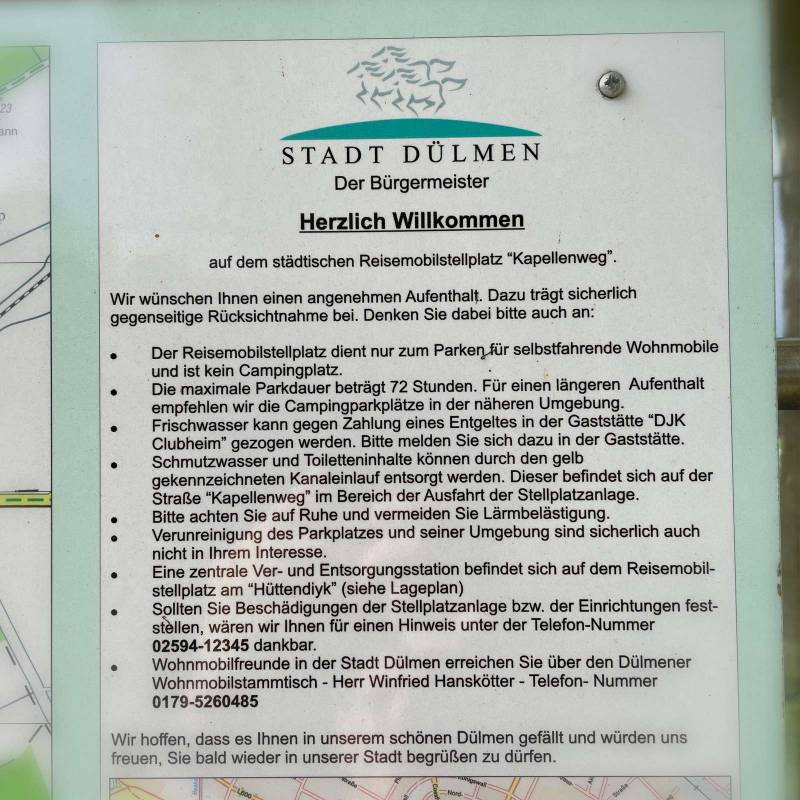 STADT DÜLMEN
Der Bürgermeister
Herzlich Willkommen
auf dem städtischen Reisemobilstellplatz “Kapellenweg”.
Wir wünschen Ihnen einen angenehmen Aufenthalt. Dazu trägt sicherlich
gegenseitige Rücksichtnahme bei. Denken Sie dabei bitte auch an:
• Der Reisemobilstellplatz dient nur zum Parken für selbstfahrende Wohnmobile
und ist kein Campingplatz.
• Die maximale Parkdauer beträgt 72 Stunden. Für einen längeren Aufenthalt
empfehlen wir die Campingparkplätze in der näheren Umgebung.
• Frischwasser kann gegen Zahlung eines Entgeltes in der Gaststätte “DJK
Clubheim” gezogen werden. Bitte melden Sie sich dazu in der Gaststätte.
• Schmutzwasser und Toiletteninhalte können durch den gelb
gekennzeichneten Kanaleinlauf entsorgt werden. Dieser befindet sich auf der
Straße “Kapellenweg” im Bereich der Ausfahrt der Stellplatzanlage.
• Bitte achten Sie auf Ruhe und vermeiden Sie Lärmbelästigung.
• Verunreinigung des Parkplatzes und seiner Umgebung sind sicherlich auch
nicht in Ihrem Interesse.
• Eine zentrale Ver- und Entsorgungsstation befindet sich auf dem Reisemobil-
stellplatz am “Hüttendiyk” (siehe Lageplan)
• Sollten Sie Beschädigungen der Stellplatzanlage bzw. der Einrichtungen fest-
stellen, wären wir Ihnen für einen Hinweis unter der Telefon-Nummer
02594-12345 dankbar.
• Wohnmobilfreunde in der Stadt Dülmen erreichen Sie über den Dülmener
Wohnmobilstammtisch - Herr Winfried Hanskötter - Telefon- Nummer
0179-5260485
Wir hoffen, dass es Ihnen in unserem schönen Dülmen gefällt und würden uns
freuen, Sie bald wieder in unserer Stadt begrüßen zu dürfen.